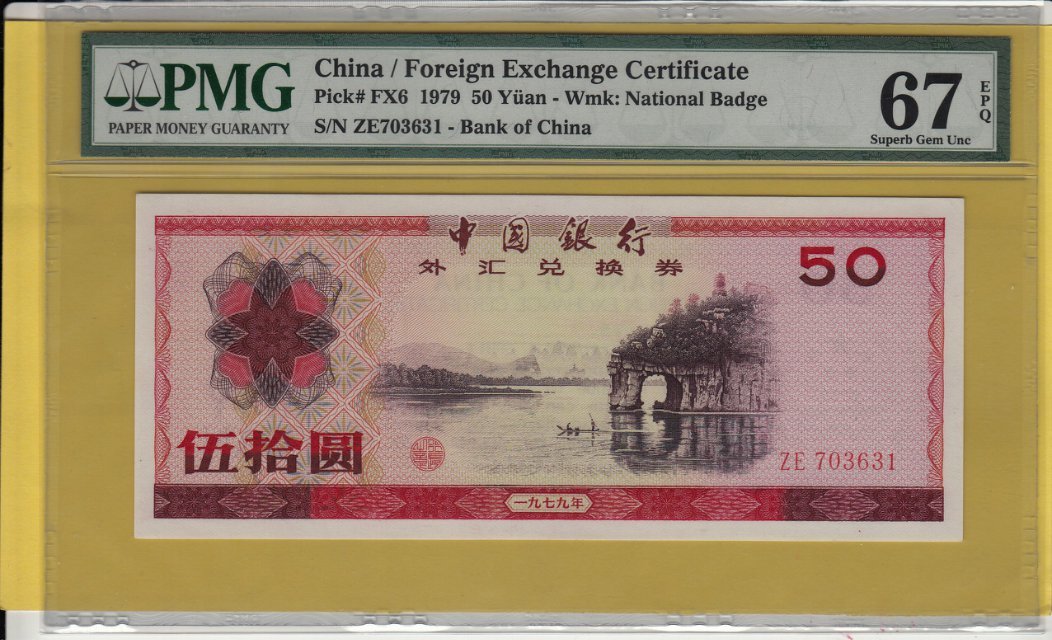 PMG
PAPER MONEY GUARANTY
China / Foreign Exchange Certificate
Pick# FX6 1979 50 Yüan - Wmk: National Badge
S/N ZE703631 - Bank of China
67
EPQ
Superb Gem Unc
中國銀行
外汇兑换券
50
伍拾圆
ZE 703631
一九七九年